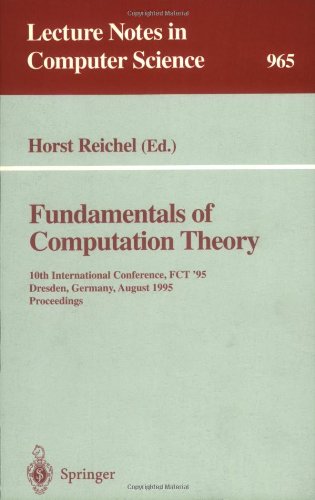 Lecture Notes in
Computer Science 965
Horst Reichel (Ed.)
Fundamentals of
Computation Theory
10th International Conference, FCT '95
Dresden, Germany, August 1995
Proceedings
Springer